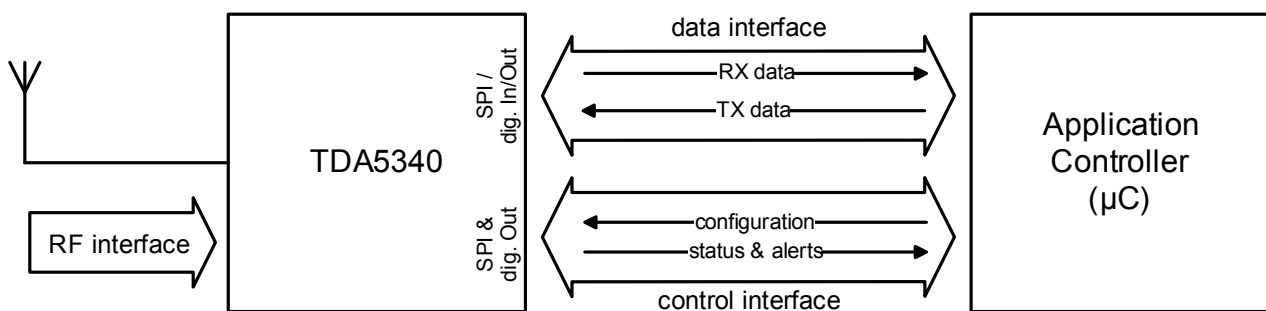 data interface
RX data
TX data
SPI /
dig. In/Out
TDA5340
Application
Controller
(µC)
RF interface
SPI &
dig. Out
configuration
status & alerts
control interface